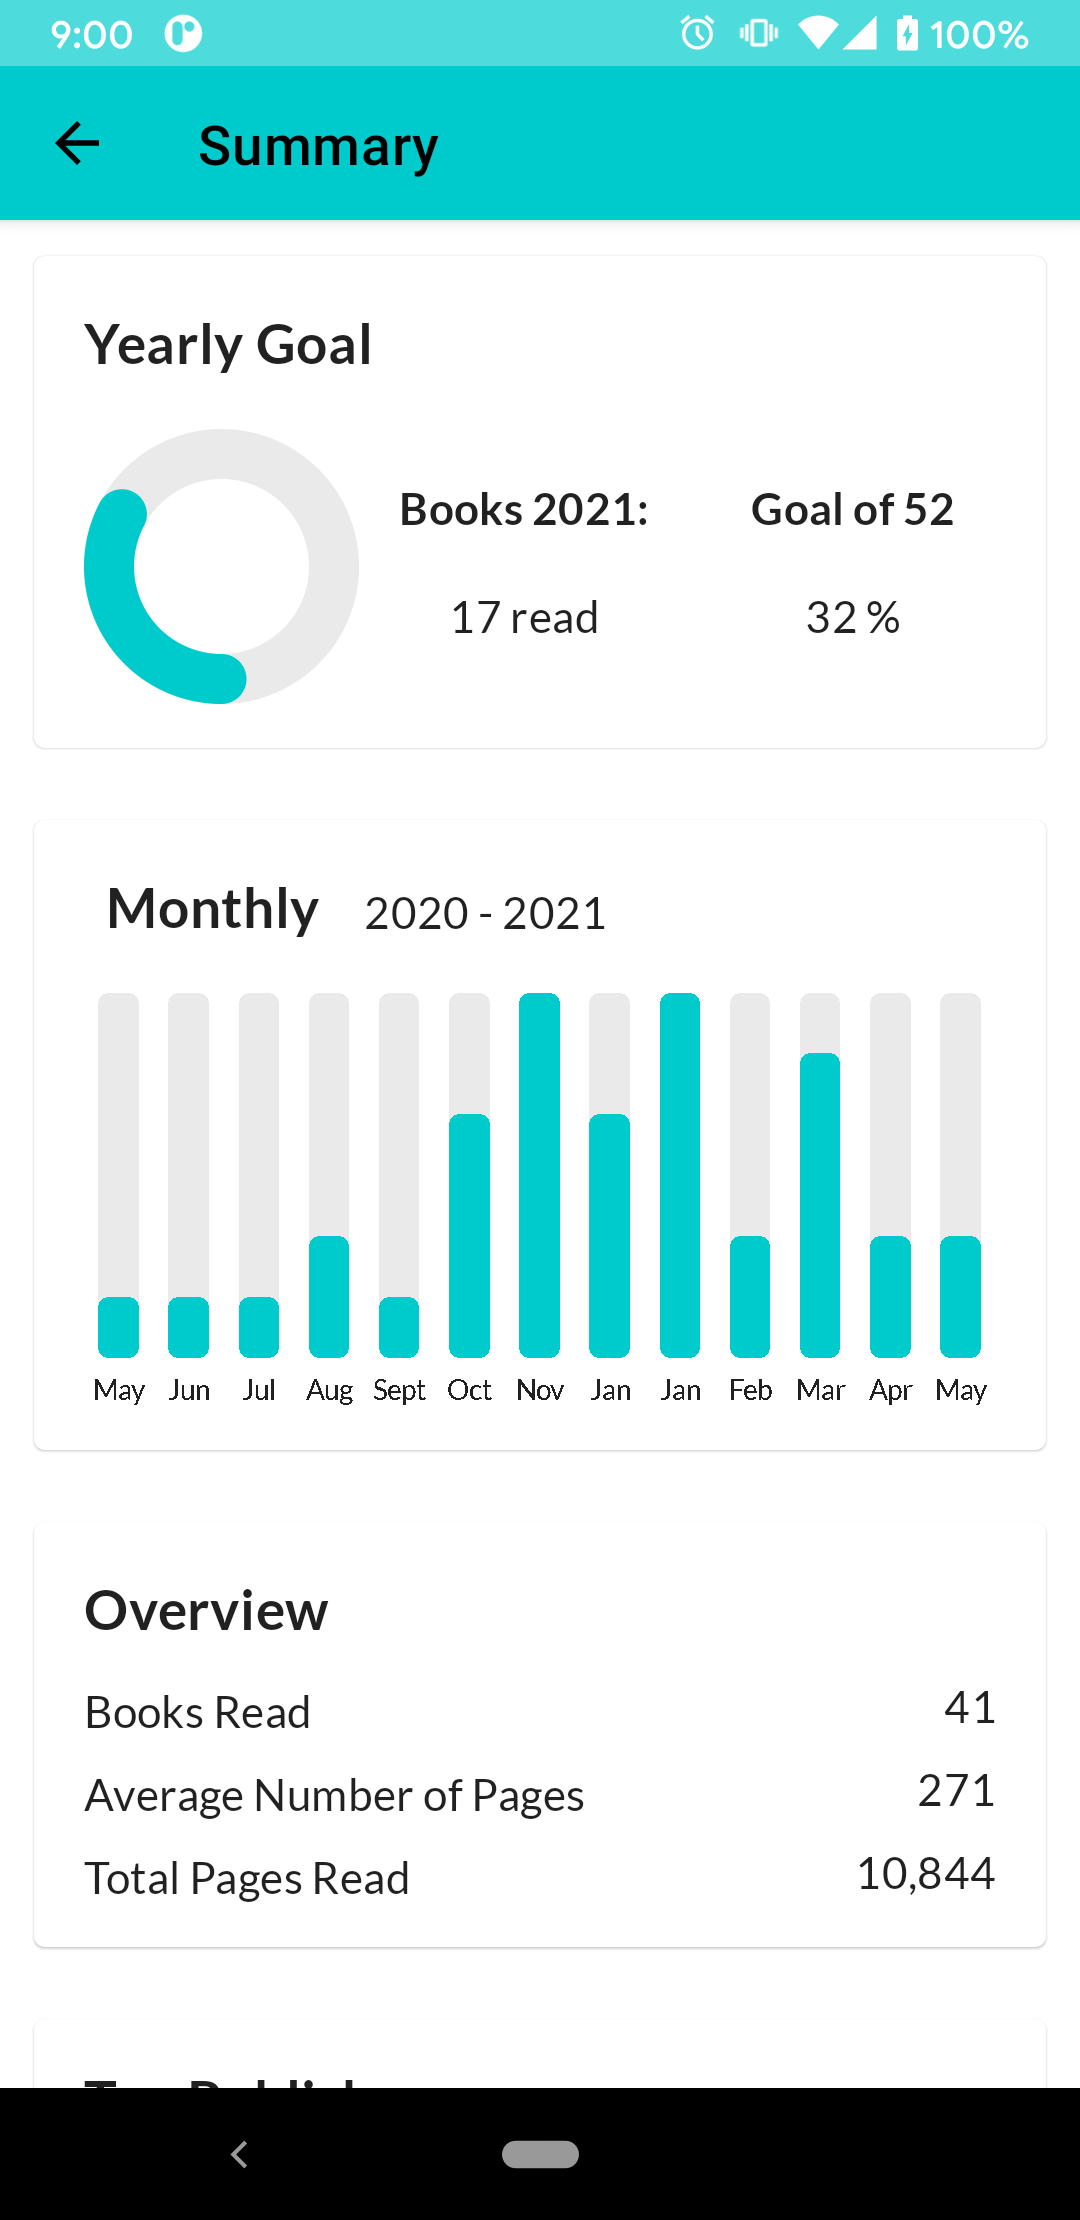 9:00 100%
Summary
Yearly Goal
Books 2021: Goal of 52
17 read 32 %
Monthly 2020 - 2021
May Jun Jul Aug Sept Oct Nov Jan Jan Feb Mar Apr May
Overview
Books Read 41
Average Number of Pages 271
Total Pages Read 10,844